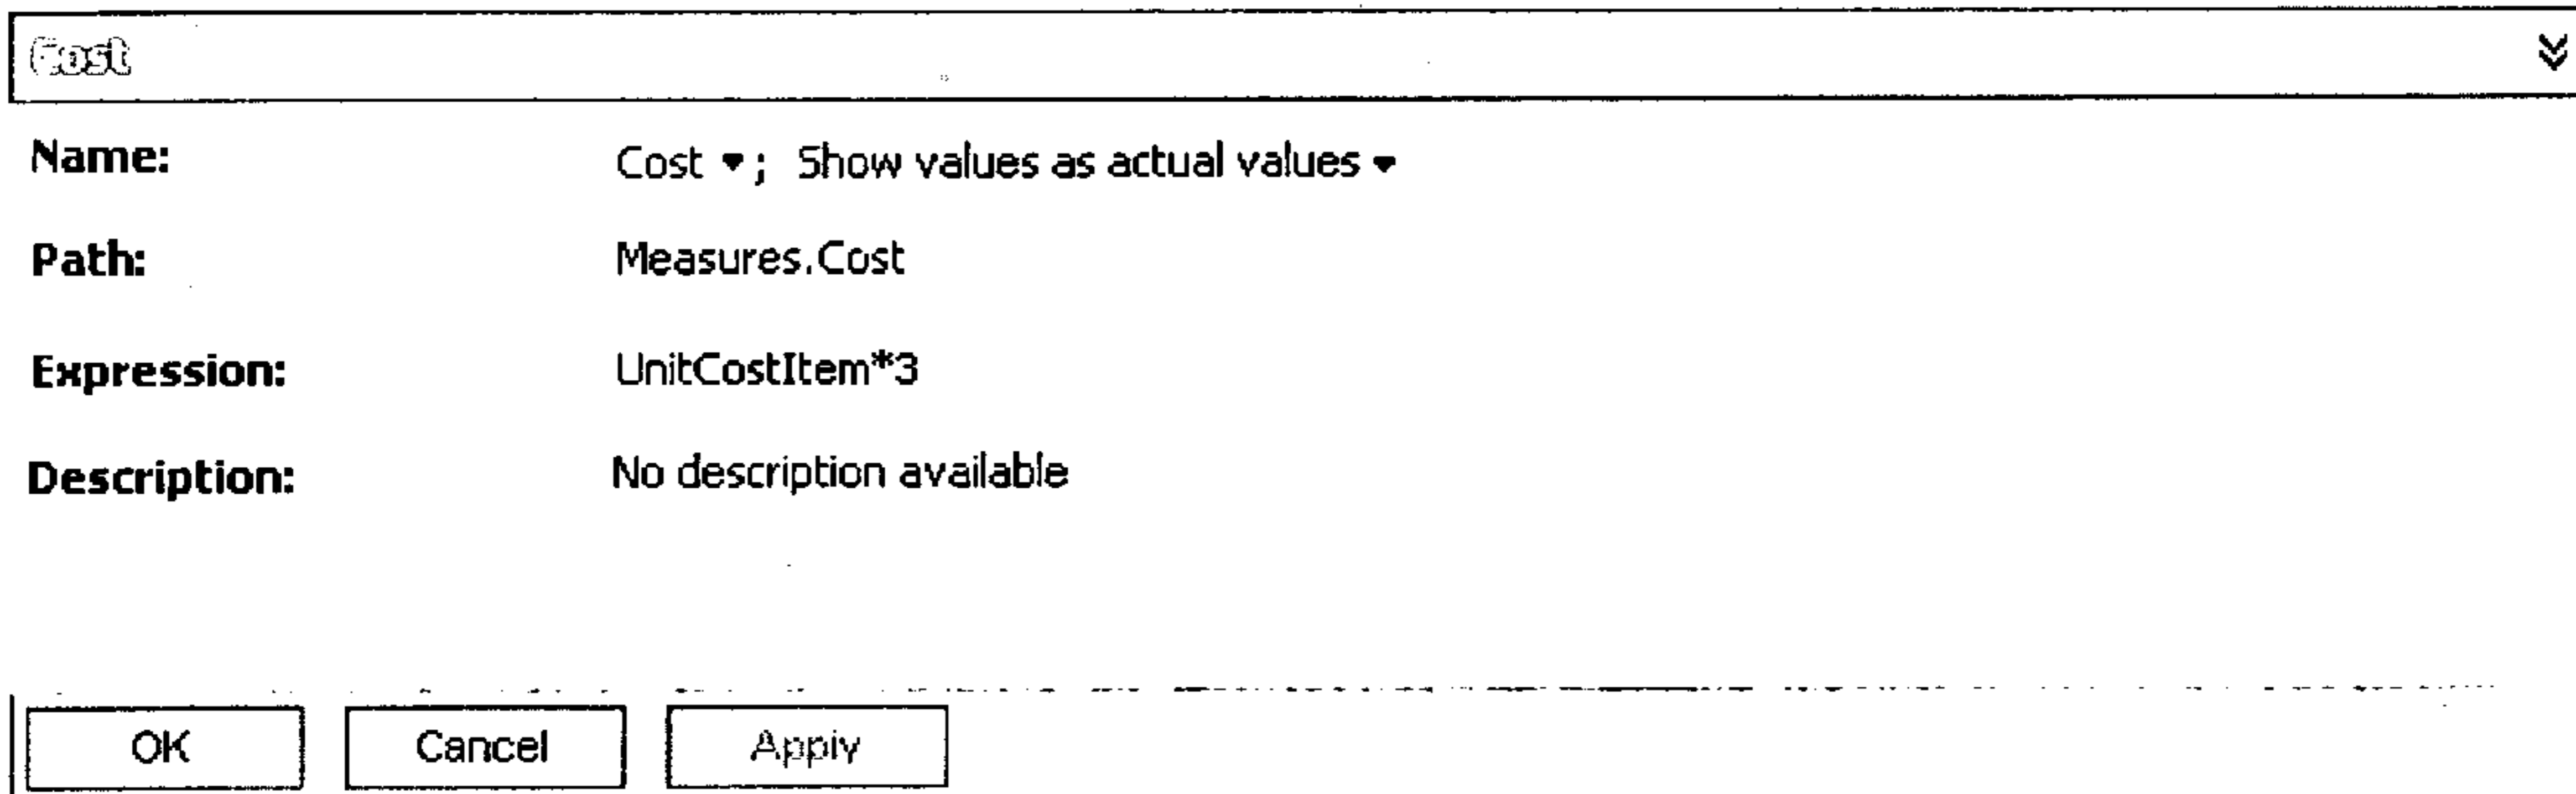 Cost
Name: Cost ; Show values as actual values
Path: Measures.Cost
Expression: UnitCostItem*3
Description: No description available
OK Cancel Apply